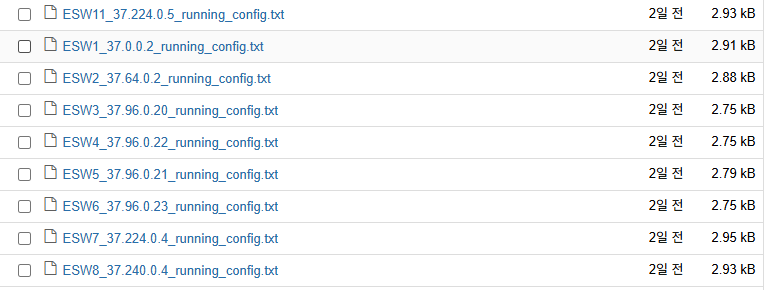 ESW11_37.224.0.5_running_config.txt 2일 전 2.93 kB
ESW1_37.0.0.2_running_config.txt 2일 전 2.91 kB
ESW2_37.64.0.2_running_config.txt 2일 전 2.88 kB
ESW3_37.96.0.20_running_config.txt 2일 전 2.75 kB
ESW4_37.96.0.22_running_config.txt 2일 전 2.75 kB
ESW5_37.96.0.21_running_config.txt 2일 전 2.79 kB
ESW6_37.96.0.23_running_config.txt 2일 전 2.75 kB
ESW7_37.224.0.4_running_config.txt 2일 전 2.95 kB
ESW8_37.240.0.4_running_config.txt 2일 전 2.93 kB